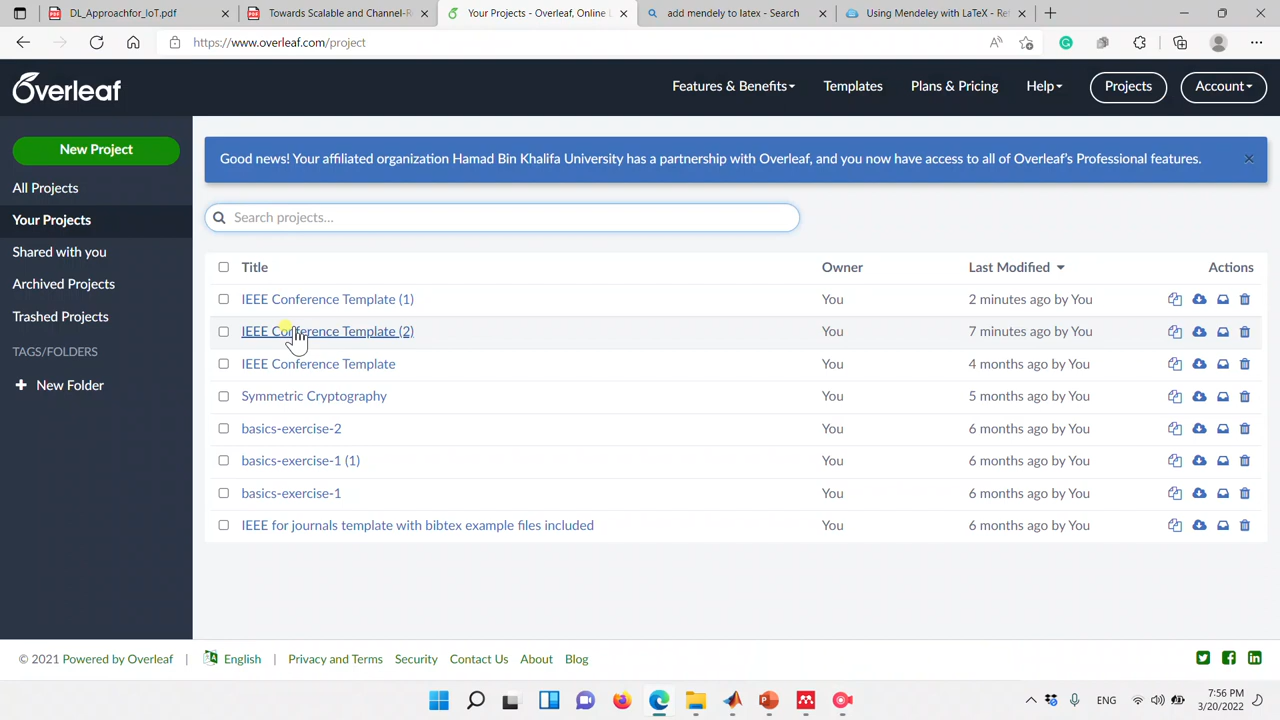 DL_Approachfor_IoT.pdf
Towards Scalable and Channel-R
Your Projects - Overleaf, Online L
add mendely to latex - Search
Using Mendeley with LaTeX - Ref
https://www.overleaf.com/project
Overleaf
Features & Benefits
Templates
Plans & Pricing
Help
Projects
Account
New Project
All Projects
Your Projects
Shared with you
Archived Projects
Trashed Projects
TAGS/FOLDERS
New Folder
Good news! Your affiliated organization Hamad Bin Khalifa University has a partnership with Overleaf, and you now have access to all of Overleaf's Professional features.
Search projects...
Title Owner Last Modified Actions
IEEE Conference Template (1) You 2 minutes ago by You
IEEE Conference Template (2) You 7 minutes ago by You
IEEE Conference Template You 4 months ago by You
Symmetric Cryptography You 5 months ago by You
basics-exercise-2 You 6 months ago by You
basics-exercise-1 (1) You 6 months ago by You
basics-exercise-1 You 6 months ago by You
IEEE for journals template with bibtex example files included You 6 months ago by You
© 2021 Powered by Overleaf | English | Privacy and Terms Security Contact Us About Blog
ENG
7:56 PM
3/20/2022